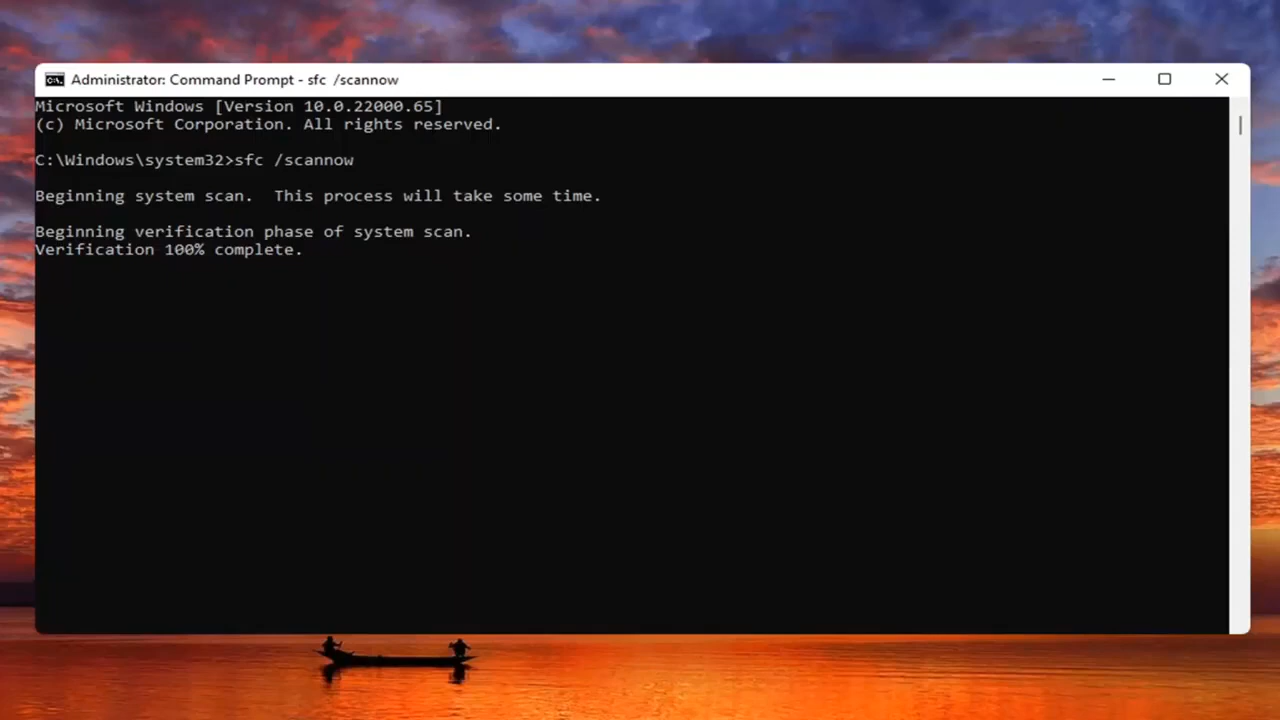 Administrator: Command Prompt - sfc  /scannow
Microsoft Windows [Version 10.0.22000.65]
(c) Microsoft Corporation. All rights reserved.
C:\Windows\system32>sfc /scannow
Beginning system scan.  This process will take some time.
Beginning verification phase of system scan.
Verification 100% complete.